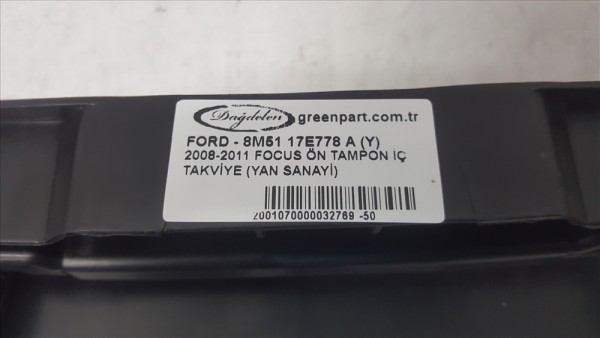 Dağdelen greenpart.com.tr
FORD - 8M51 17E778 A (Y)
2008-2011 FOCUS ÖN TAMPON İÇ
TAKVİYE (YAN SANAYİ)
2001070000032769 -50